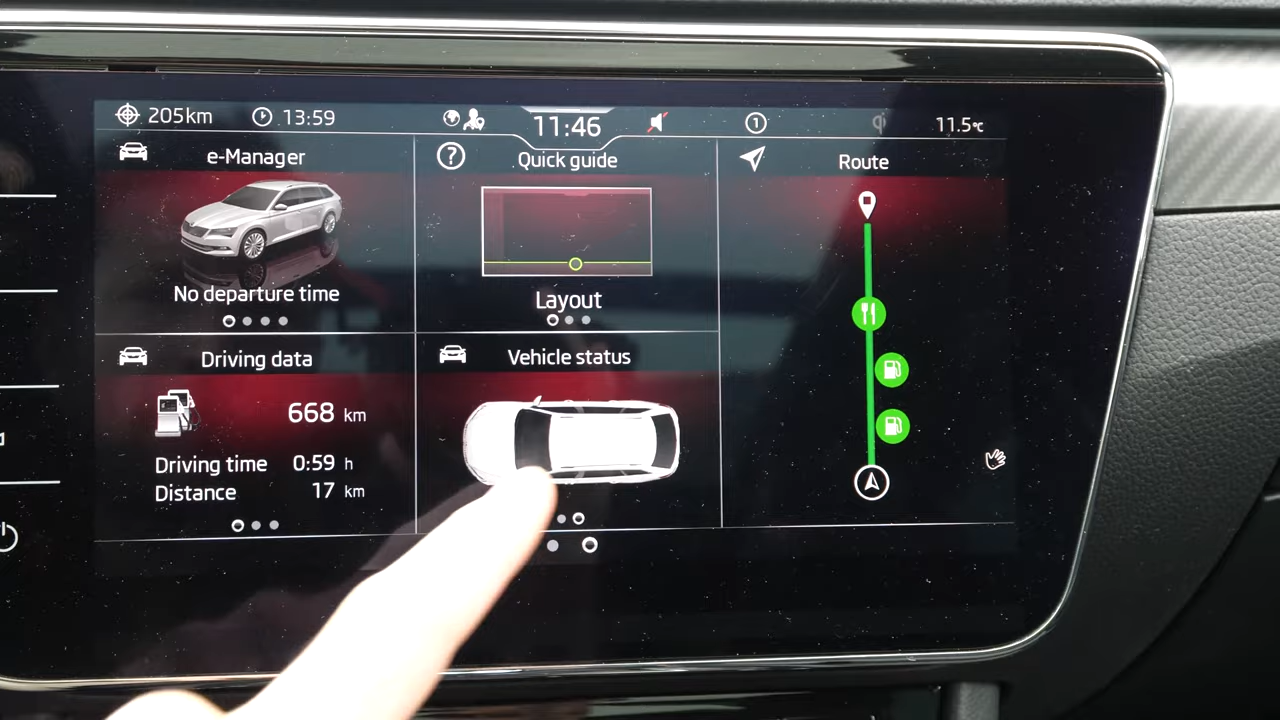 205km 13:59 11:46 1 11.5°C
e-Manager
No departure time
? Quick guide
Layout
Route
Driving data
668 km
Driving time 0:59 h
Distance 17 km
Vehicle status